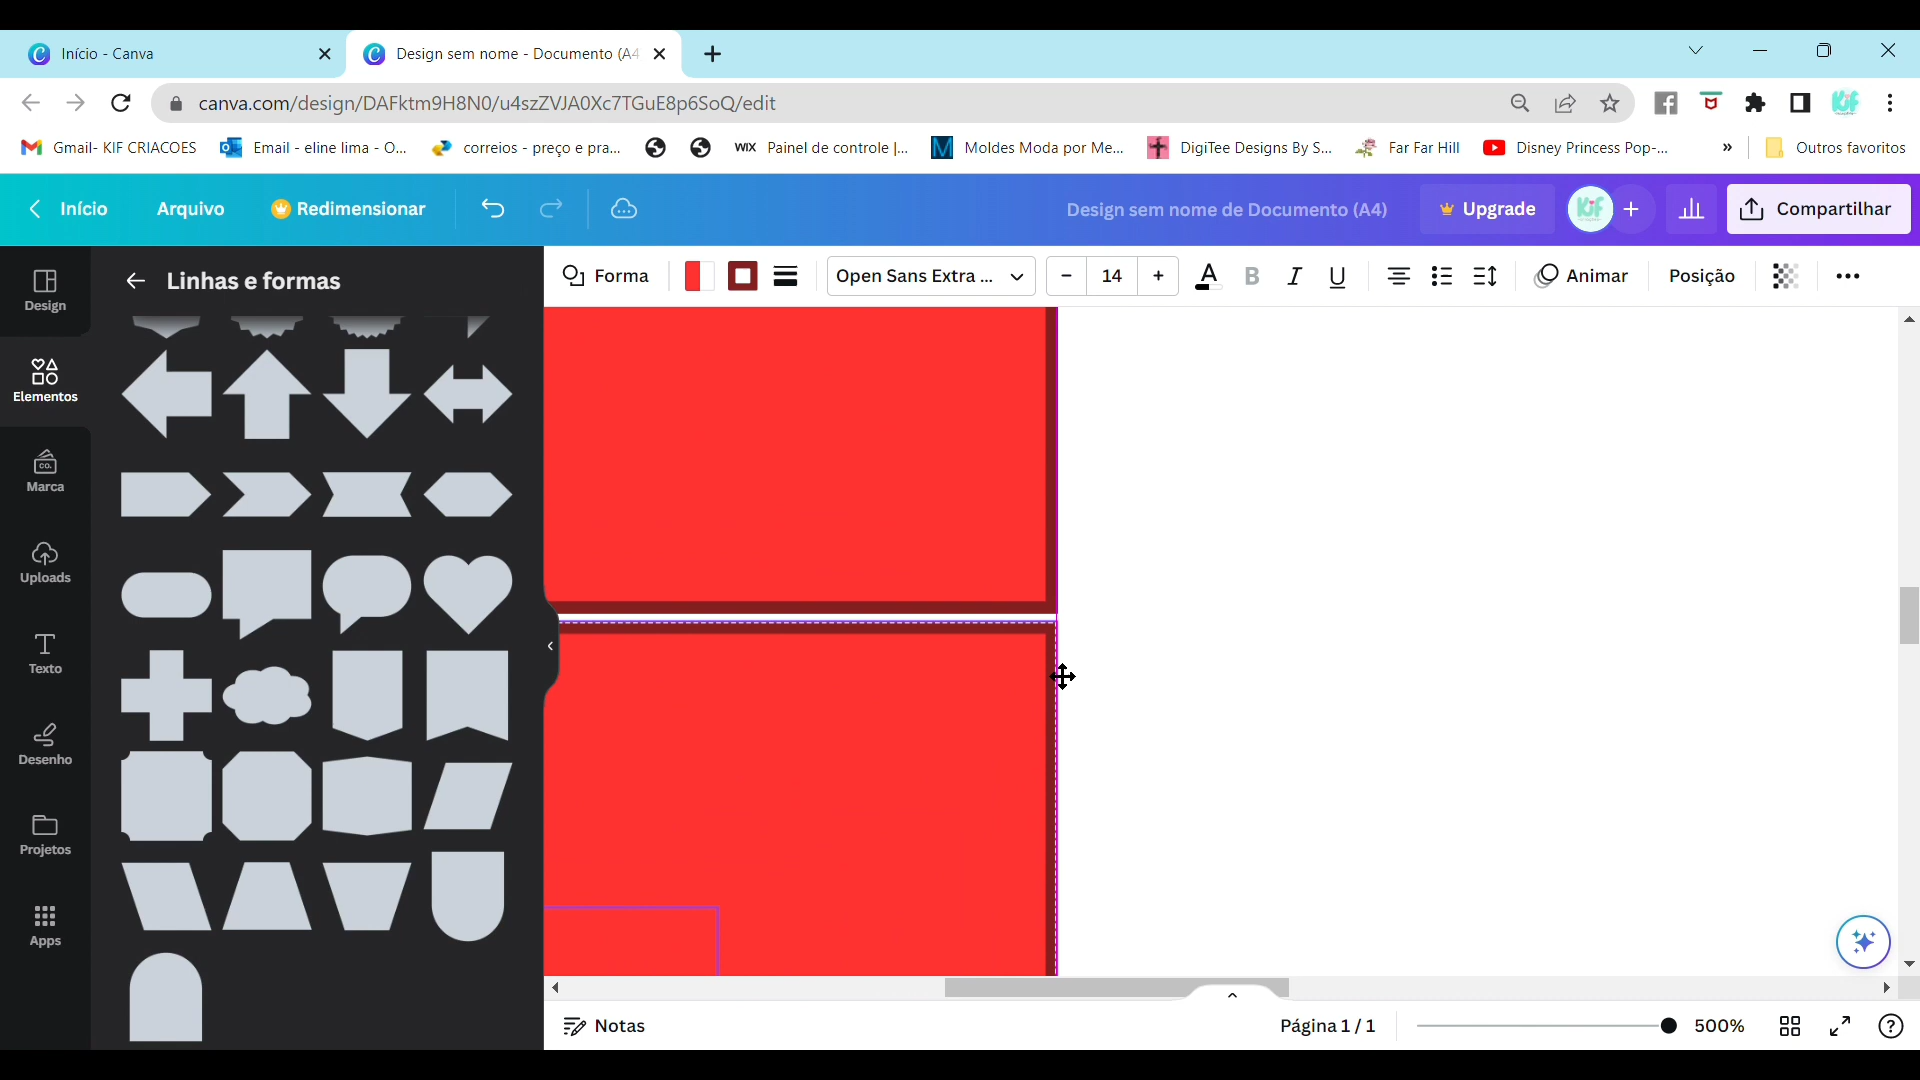 Início - Canva
Design sem nome - Documento (A4
canva.com/design/DAFktm9H8N0/u4szZVJA0Xc7TGuE8p6SoQ/edit
Gmail- KIF CRIACOES
Email - eline lima - O...
correios - preço e pra...
WIX Painel de controle |...
M Moldes Moda por Me...
DigiTee Designs By S...
Far Far Hill
Disney Princess Pop-...
»
Outros favoritos
Início
Arquivo
Redimensionar
Design sem nome de Documento (A4)
Upgrade
Kif
+
Compartilhar
Design
Elementos
Marca
CO.
Uploads
Texto
Desenho
Projetos
Apps
Linhas e formas
Forma
Open Sans Extra ...
- 14 +
A
B
I
U
Animar
Posição
Notas
Página 1 / 1
500%
?